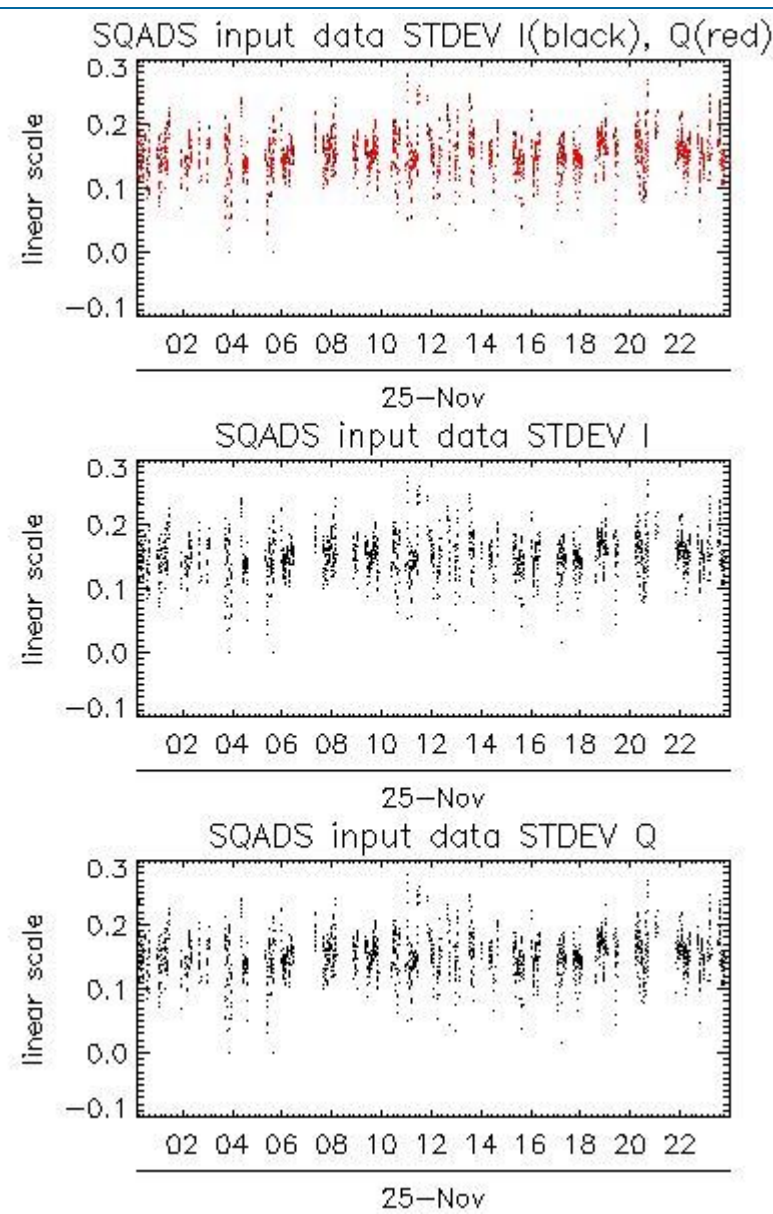 SQADS input data STDEV I(black), Q(red)
0.3
0.2
0.1
0.0
−0.1
linear scale
02 04 06 08 10 12 14 16 18 20 22
25−Nov
SQADS input data STDEV I
0.3
0.2
0.1
0.0
−0.1
linear scale
02 04 06 08 10 12 14 16 18 20 22
25−Nov
SQADS input data STDEV Q
0.3
0.2
0.1
0.0
−0.1
linear scale
02 04 06 08 10 12 14 16 18 20 22
25−Nov